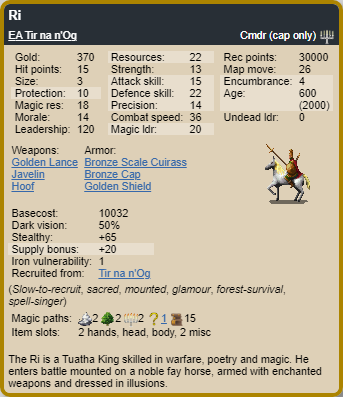 Ri
EA Tir na n'Og Cmdr (cap only)
Gold: 370 Resources: 22 Rec points: 30000
Hit points: 15 Strength: 13 Map move: 26
Size: 3 Attack skill: 15 Encumbrance: 4
Protection: 10 Defence skill: 22 Age: 600
Magic res: 18 Precision: 14 (2000)
Morale: 14 Combat speed: 36 Undead ldr: 0
Leadership: 120 Magic ldr: 20
Weapons: Armor:
Golden Lance Bronze Scale Cuirass
Javelin Bronze Cap
Hoof Golden Shield
Basecost: 10032
Dark vision: 50%
Stealthy: +65
Supply bonus: +20
Iron vulnerability: 1
Recruited from: Tir na n'Og
(Slow-to-recruit, sacred, mounted, glamour, forest-survival,
spell-singer)
Magic paths: 2 2 2 ? 1 15
Item slots: 2 hands, head, body, 2 misc
The Ri is a Tuatha King skilled in warfare, poetry and magic. He
enters battle mounted on a noble fay horse, armed with enchanted
weapons and dressed in illusions.